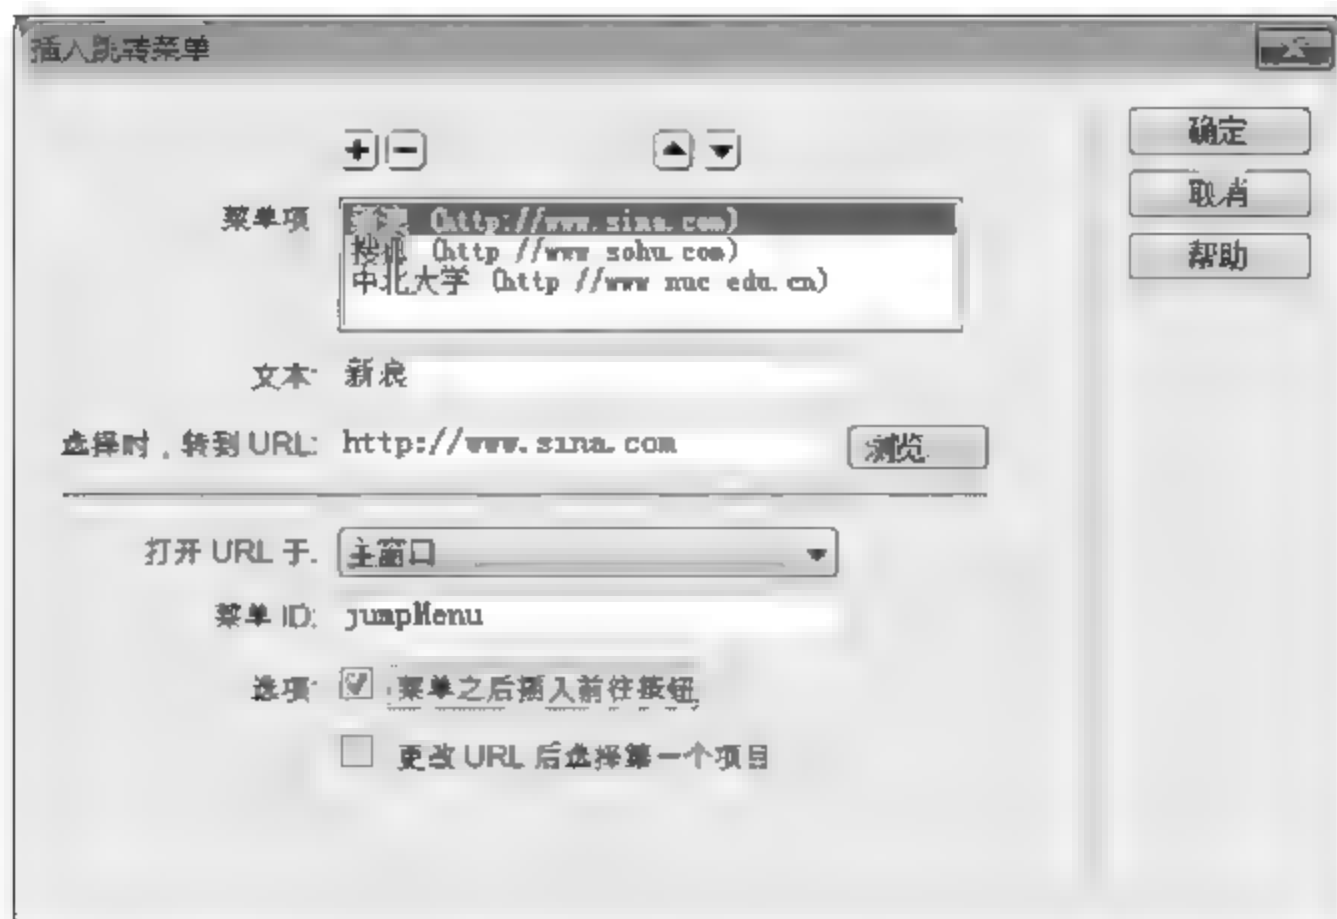 插入跳转菜单
确定
取消
帮助
菜单项
新浪 (http://www.sina.com)
搜狐 (http //www sohu.com)
中北大学 (http //www nuc edu.cn)
文本: 新浪
选择时，转到 URL: http://www.sina.com 浏览
打开 URL 于. 主窗口
菜单 ID: jumpMenu
选项: 菜单之后插入前往按钮
更改 URL 后选择第一个项目